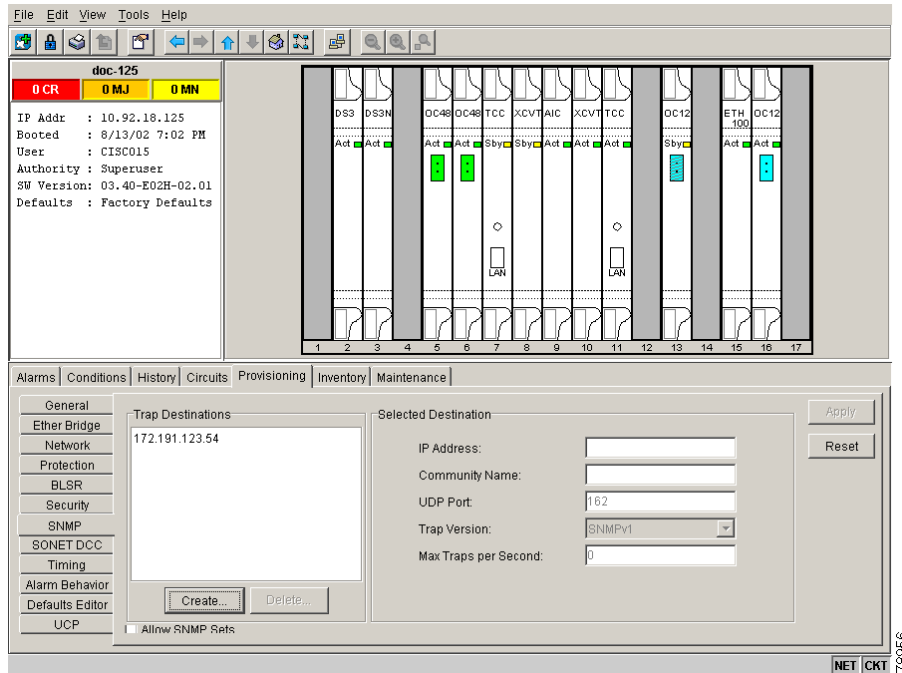 File Edit View Tools Help
doc-125
0 CR 0 MJ 0 MN
IP Addr : 10.92.18.125
Booted : 8/13/02 7:02 PM
User : CISCO15
Authority : Superuser
SW Version: 03.40-E02H-02.01
Defaults : Factory Defaults
DS3 DS3N OC48 OC48 TCC XCVT AIC XCVT TCC OC12 ETH 100 OC12
Act Act Act Act Sby Sby Act Act Act Sby Act Act
LAN LAN
1 2 3 4 5 6 7 8 9 10 11 12 13 14 15 16 17
Alarms Conditions History Circuits Provisioning Inventory Maintenance
General
Ether Bridge
Network
Protection
BLSR
Security
SNMP
SONET DCC
Timing
Alarm Behavior
Defaults Editor
UCP
Trap Destinations
172.191.123.54
Create... Delete...
Allow SNMP Sets
Selected Destination
IP Address:
Community Name:
UDP Port: 162
Trap Version: SNMPv1
Max Traps per Second: 0
Apply
Reset
NET CKT
79056